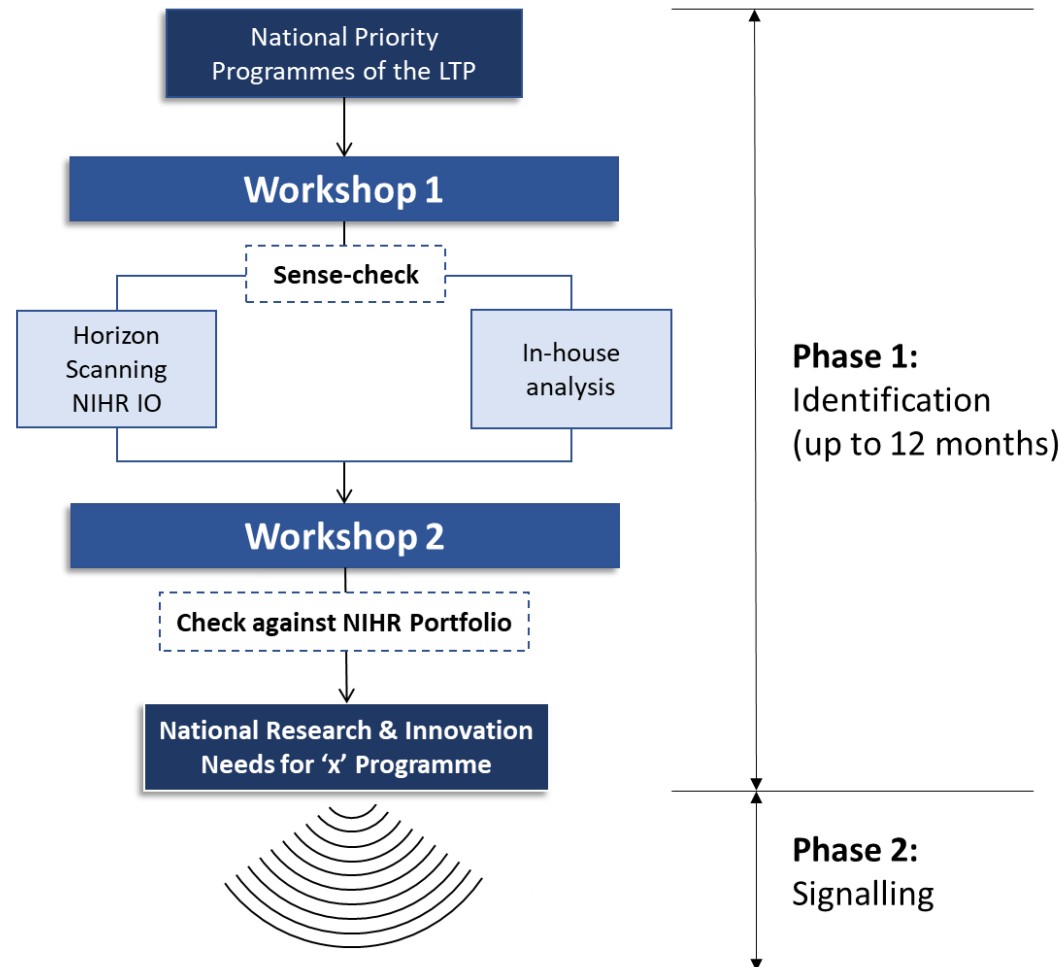 National Priority
Programmes of the LTP
Workshop 1
Sense-check
Horizon
Scanning
NIHR IO
In-house
analysis
Workshop 2
Check against NIHR Portfolio
National Research & Innovation
Needs for ‘x’ Programme
Phase 1:
Identification
(up to 12 months)
Phase 2:
Signalling